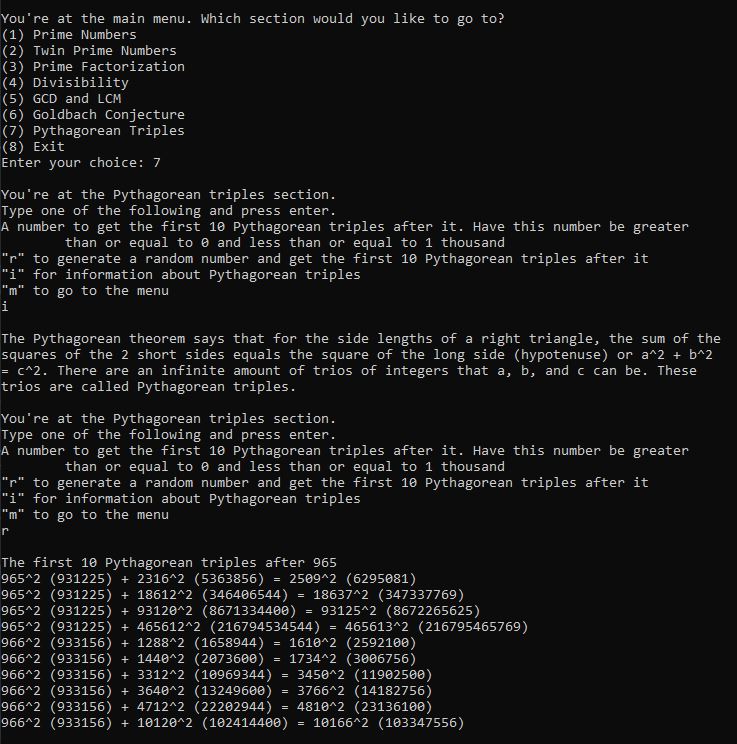 You're at the main menu. Which section would you like to go to?
(1) Prime Numbers
(2) Twin Prime Numbers
(3) Prime Factorization
(4) Divisibility
(5) GCD and LCM
(6) Goldbach Conjecture
(7) Pythagorean Triples
(8) Exit
Enter your choice: 7

You're at the Pythagorean triples section.
Type one of the following and press enter.
A number to get the first 10 Pythagorean triples after it. Have this number be greater
        than or equal to 0 and less than or equal to 1 thousand
"r" to generate a random number and get the first 10 Pythagorean triples after it
"i" for information about Pythagorean triples
"m" to go to the menu
i

The Pythagorean theorem says that for the side lengths of a right triangle, the sum of the
squares of the 2 short sides equals the square of the long side (hypotenuse) or a^2 + b^2
= c^2. There are an infinite amount of trios of integers that a, b, and c can be. These
trios are called Pythagorean triples.

You're at the Pythagorean triples section.
Type one of the following and press enter.
A number to get the first 10 Pythagorean triples after it. Have this number be greater
        than or equal to 0 and less than or equal to 1 thousand
"r" to generate a random number and get the first 10 Pythagorean triples after it
"i" for information about Pythagorean triples
"m" to go to the menu
r

The first 10 Pythagorean triples after 965
965^2 (931225) + 2316^2 (5363856) = 2509^2 (6295081)
965^2 (931225) + 18612^2 (346406544) = 18637^2 (347337769)
965^2 (931225) + 93120^2 (8671334400) = 93125^2 (8672265625)
965^2 (931225) + 465612^2 (216794534544) = 465613^2 (216795465769)
966^2 (933156) + 1288^2 (1658944) = 1610^2 (2592100)
966^2 (933156) + 1440^2 (2073600) = 1734^2 (3006756)
966^2 (933156) + 3312^2 (10969344) = 3450^2 (11902500)
966^2 (933156) + 3640^2 (13249600) = 3766^2 (14182756)
966^2 (933156) + 4712^2 (22202944) = 4810^2 (23136100)
966^2 (933156) + 10120^2 (102414400) = 10166^2 (103347556)